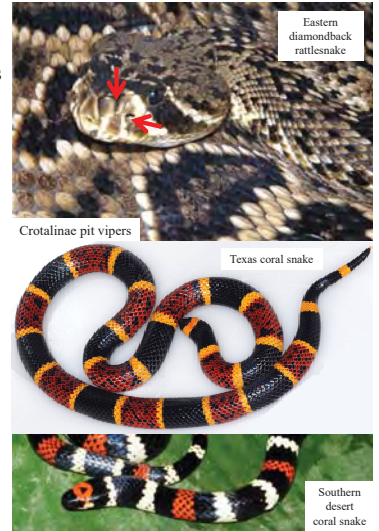 Eastern
diamondback
rattlesnake
Crotalinae pit vipers
Texas coral snake
Southern
desert
coral snake